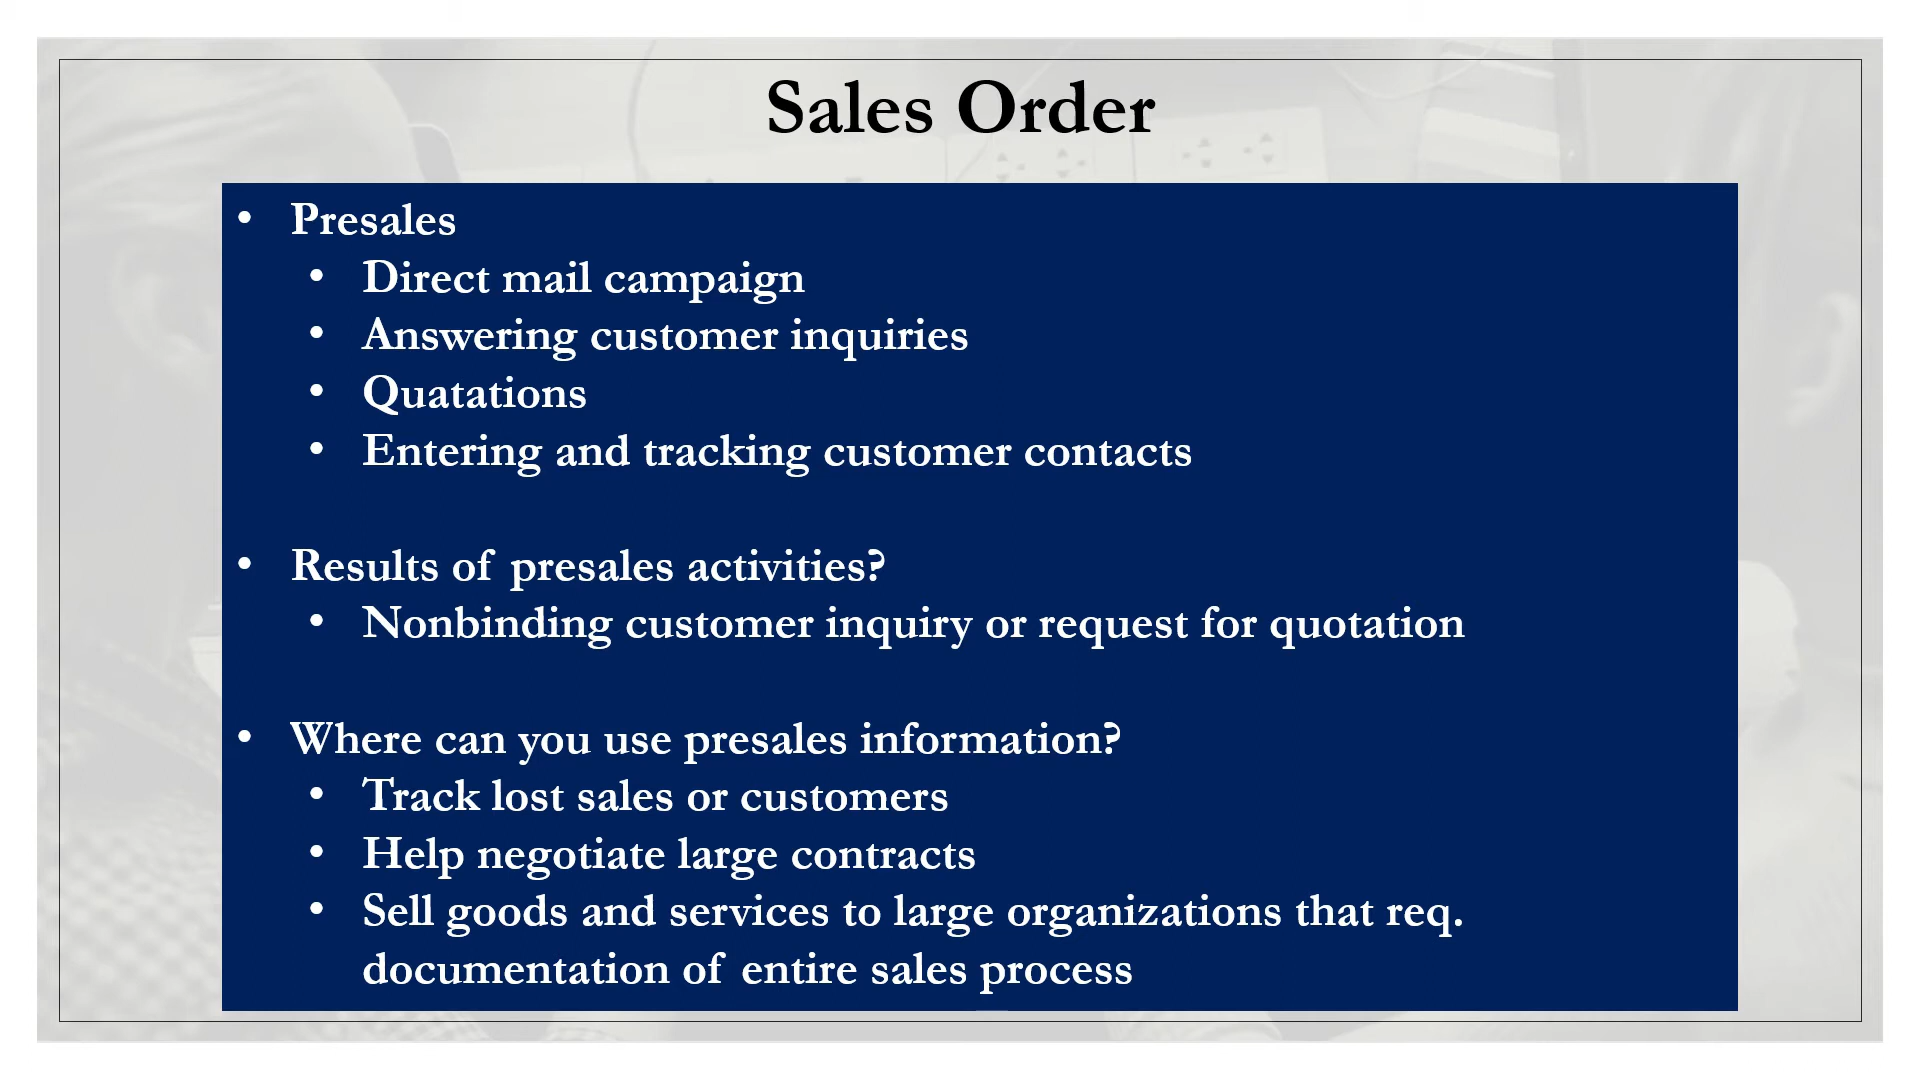 Sales Order
• Presales
• Direct mail campaign
• Answering customer inquiries
• Quatations
• Entering and tracking customer contacts
• Results of presales activities?
• Nonbinding customer inquiry or request for quotation
• Where can you use presales information?
• Track lost sales or customers
• Help negotiate large contracts
• Sell goods and services to large organizations that req.
documentation of entire sales process